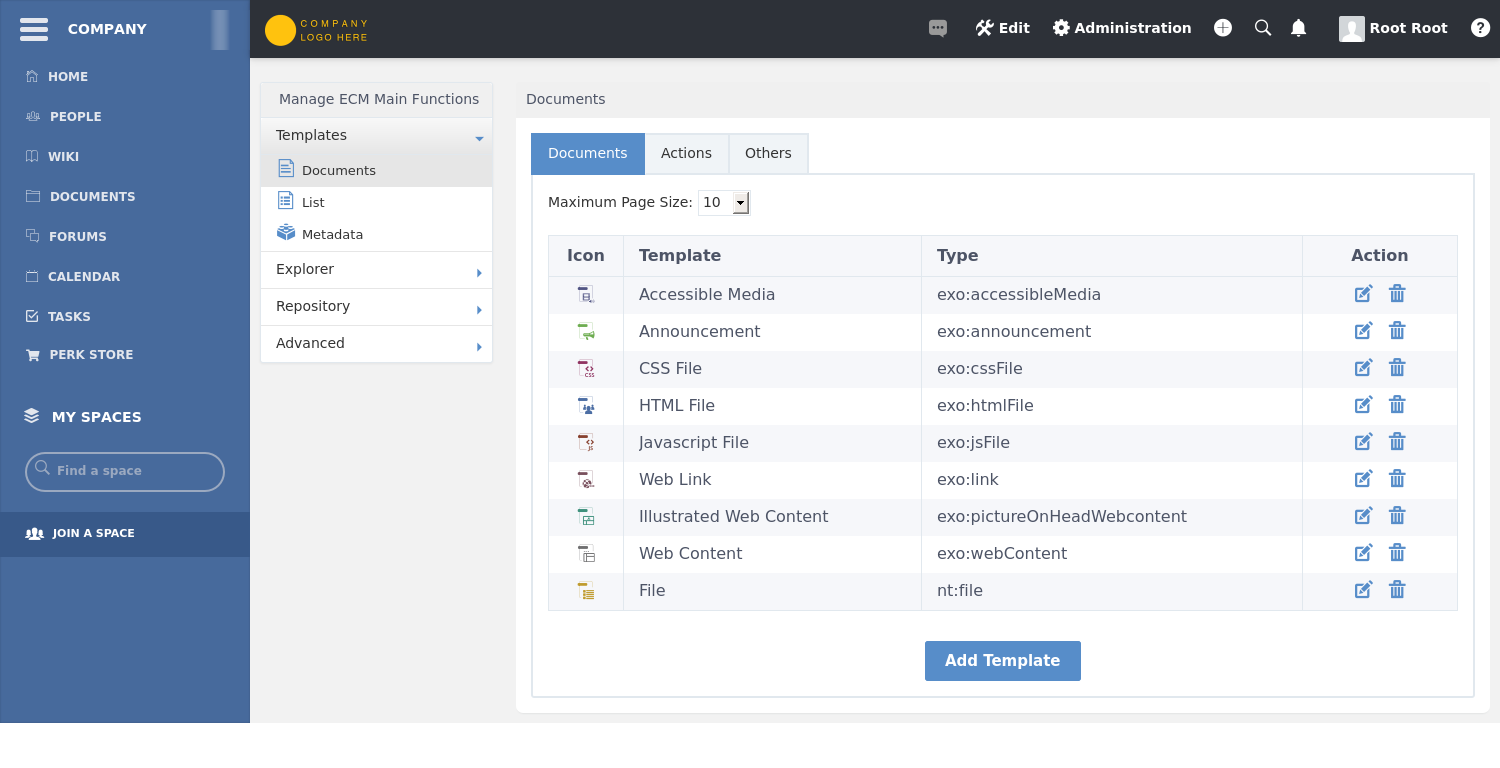 COMPANY
HOME
PEOPLE
WIKI
DOCUMENTS
FORUMS
CALENDAR
TASKS
PERK STORE
MY SPACES
Find a space
JOIN A SPACE
COMPANY
LOGO HERE
Edit
Administration
Root Root
Manage ECM Main Functions
Templates
Documents
List
Metadata
Explorer
Repository
Advanced
Documents
Documents Actions Others
Maximum Page Size: 10
Icon Template Type Action
Accessible Media exo:accessibleMedia
Announcement exo:announcement
CSS File exo:cssFile
HTML File exo:htmlFile
Javascript File exo:jsFile
Web Link exo:link
Illustrated Web Content exo:pictureOnHeadWebcontent
Web Content exo:webContent
File nt:file
Add Template